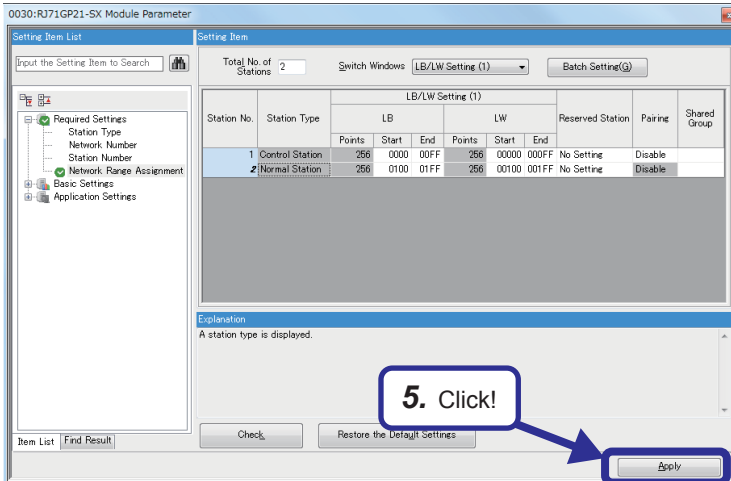 0030:RJ71GP21-SX Module Parameter
Setting Item List
Input the Setting Item to Search
Required Settings
Station Type
Network Number
Station Number
Network Range Assignment
Basic Settings
Application Settings
Item List Find Result
Setting Item
Total No. of Stations 2 Switch Windows LB/LW Setting (1) Batch Setting(G)
LB/LW Setting (1)
Station No. Station Type LB LW Reserved Station Pairing Shared Group
Points Start End Points Start End
1 Control Station 256 0000 00FF 256 00000 000FF No Setting Disable
2 Normal Station 256 0100 01FF 256 00100 001FF No Setting Disable
Explanation
A station type is displayed.
5. Click!
Check Restore the Default Settings
Apply